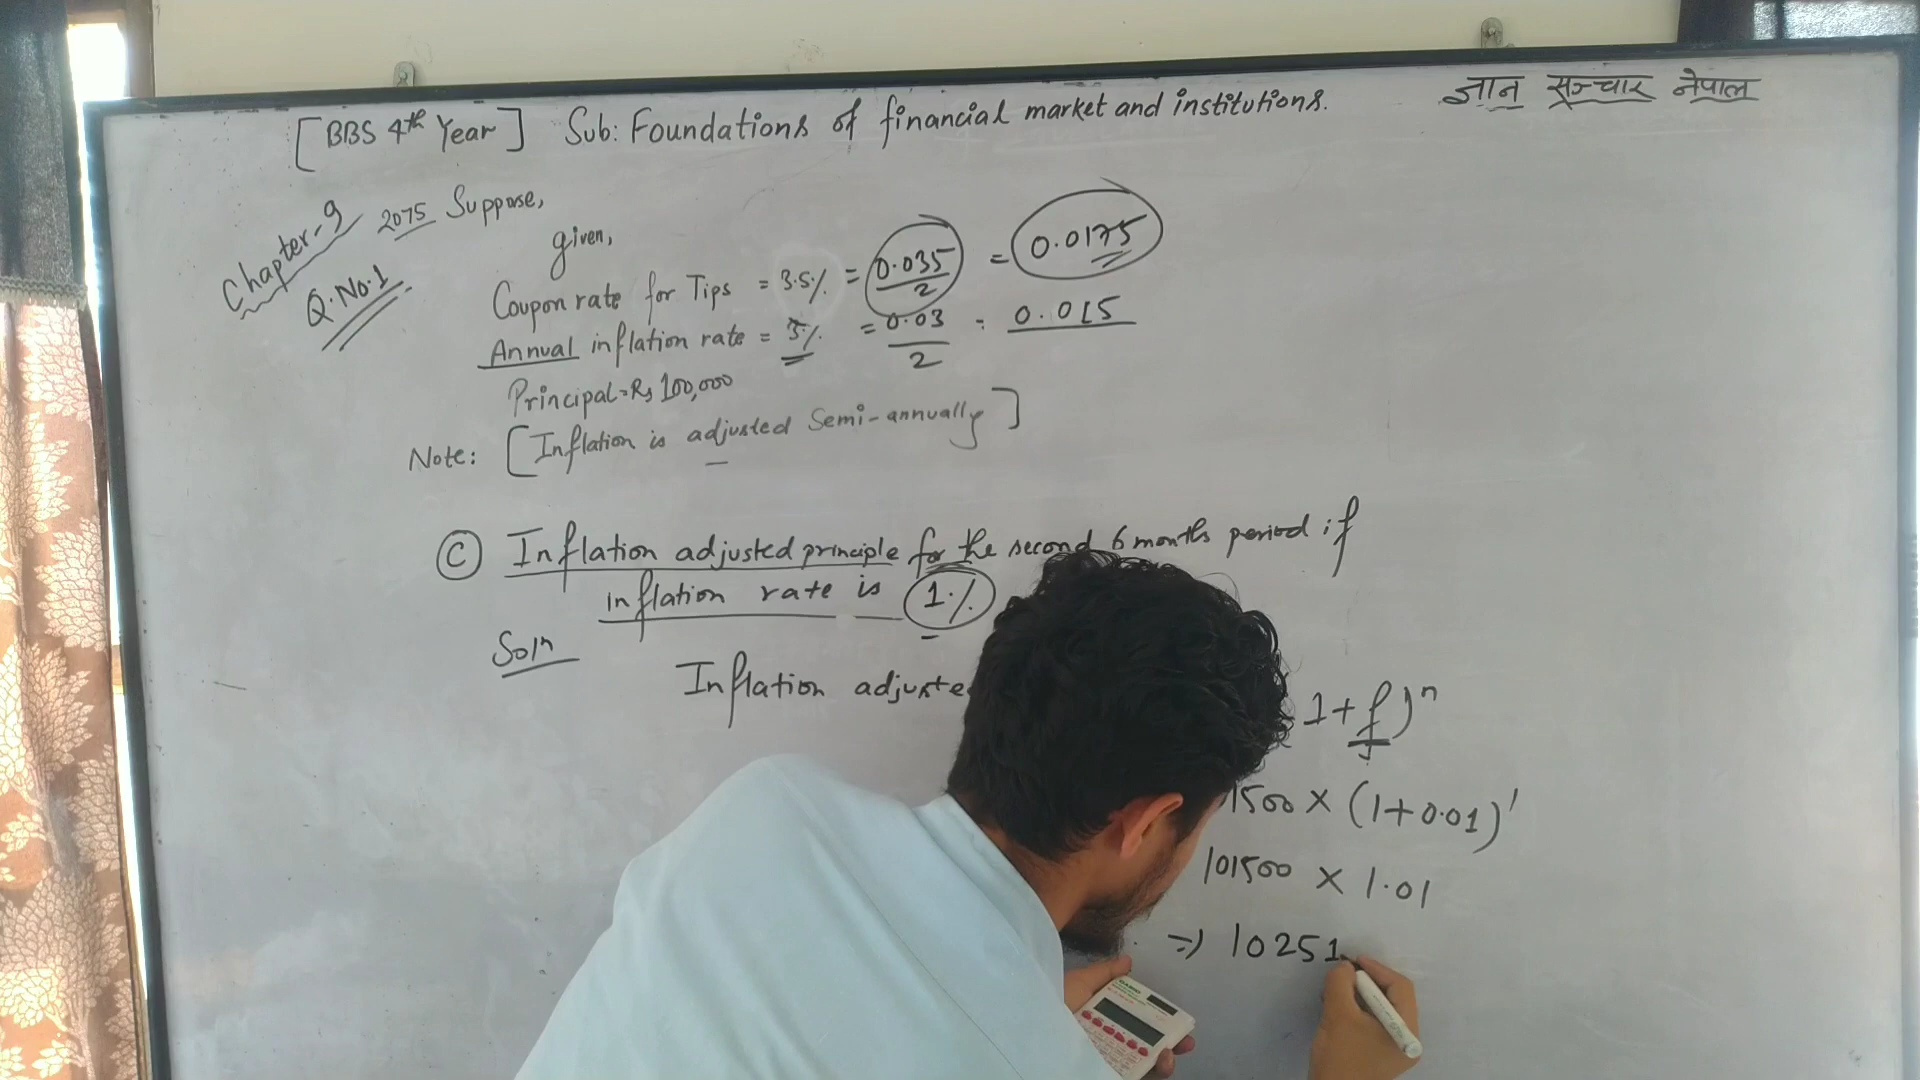 [BBS 4th Year] Sub: Foundations of financial market and institutions.
ज्ञान सञ्चार नेपाल
Chapter-9
Q.No.1
2075 Suppose,
given,
Coupon rate for Tips = 3.5% = 0.035/2 = 0.0175
Annual inflation rate = 3% = 0.03/2 = 0.015
Principal=Rs 100,000
Note: [Inflation is adjusted Semi-annually]
(C) Inflation adjusted principle for the second 6 months period if
inflation rate is 1%
Soln
Inflation adjuste
1+f)ⁿ
1500 × (1+0.01)¹
101500 × 1.01
=> 10251